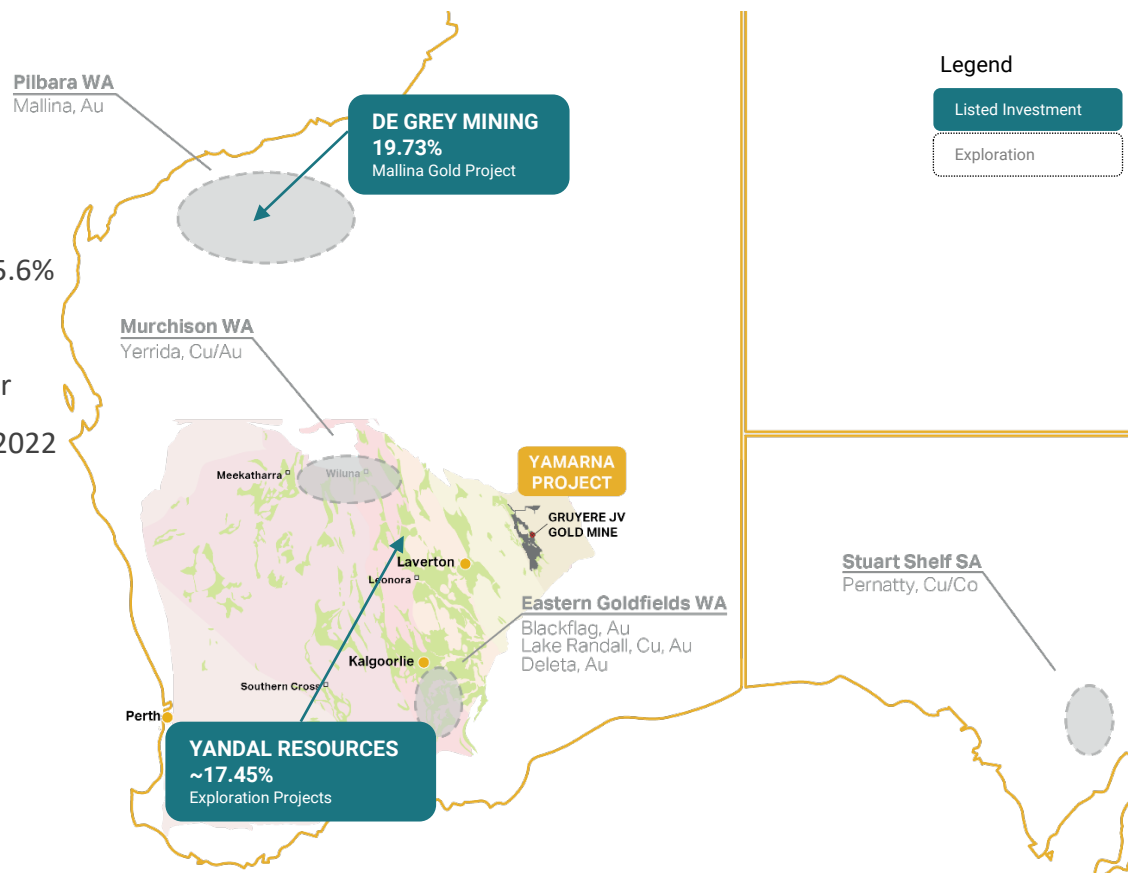 Legend
Listed Investment
Exploration
Pilbara WA
Mallina, Au
DE GREY MINING
19.73%
Mallina Gold Project
5.6%
Murchison WA
Yerrida, Cu/Au
r
2022
Meekatharra
Wiluna
YAMARNA
PROJECT
GRUYERE JV
GOLD MINE
Laverton
Leonora
Stuart Shelf SA
Pernatty, Cu/Co
Eastern Goldfields WA
Blackflag, Au
Lake Randall, Cu, Au
Deleta, Au
Kalgoorlie
Southern Cross
Perth
YANDAL RESOURCES
~17.45%
Exploration Projects